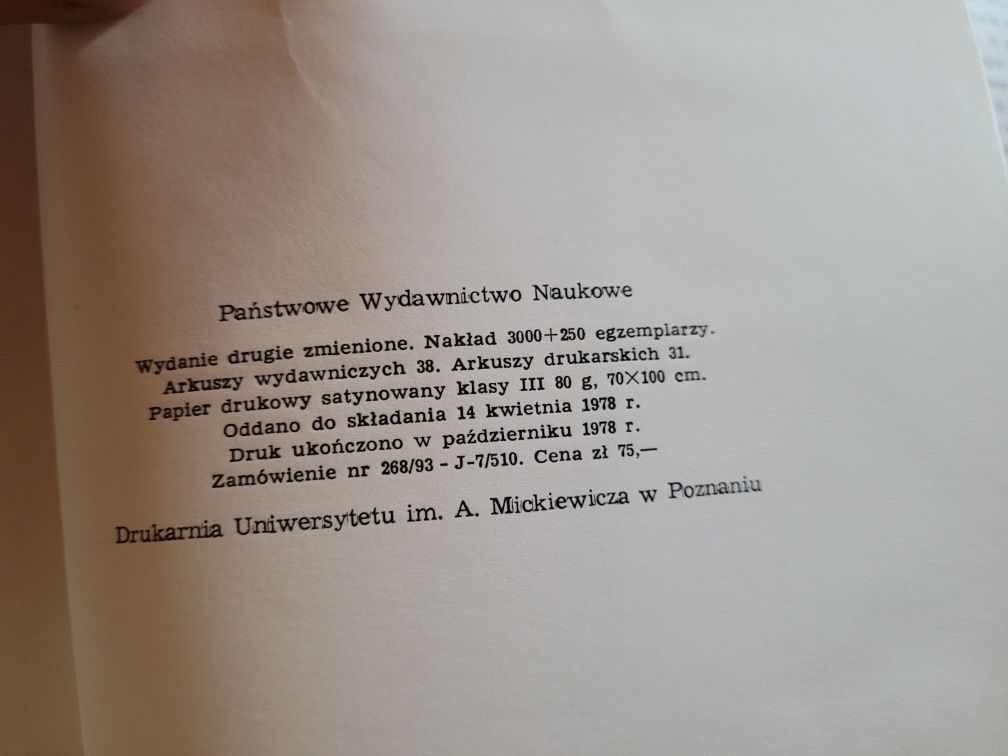 Państwowe Wydawnictwo Naukowe
Wydanie drugie zmienione. Nakład 3000+250 egzemplarzy.
Arkuszy wydawniczych 38. Arkuszy drukarskich 31.
Papier drukowy satynowany klasy III 80 g, 70×100 cm.
Oddano do składania 14 kwietnia 1978 r.
Druk ukończono w październiku 1978 r.
Zamówienie nr 268/93 - J-7/510. Cena zł 75,—
Drukarnia Uniwersytetu im. A. Mickiewicza w Poznaniu